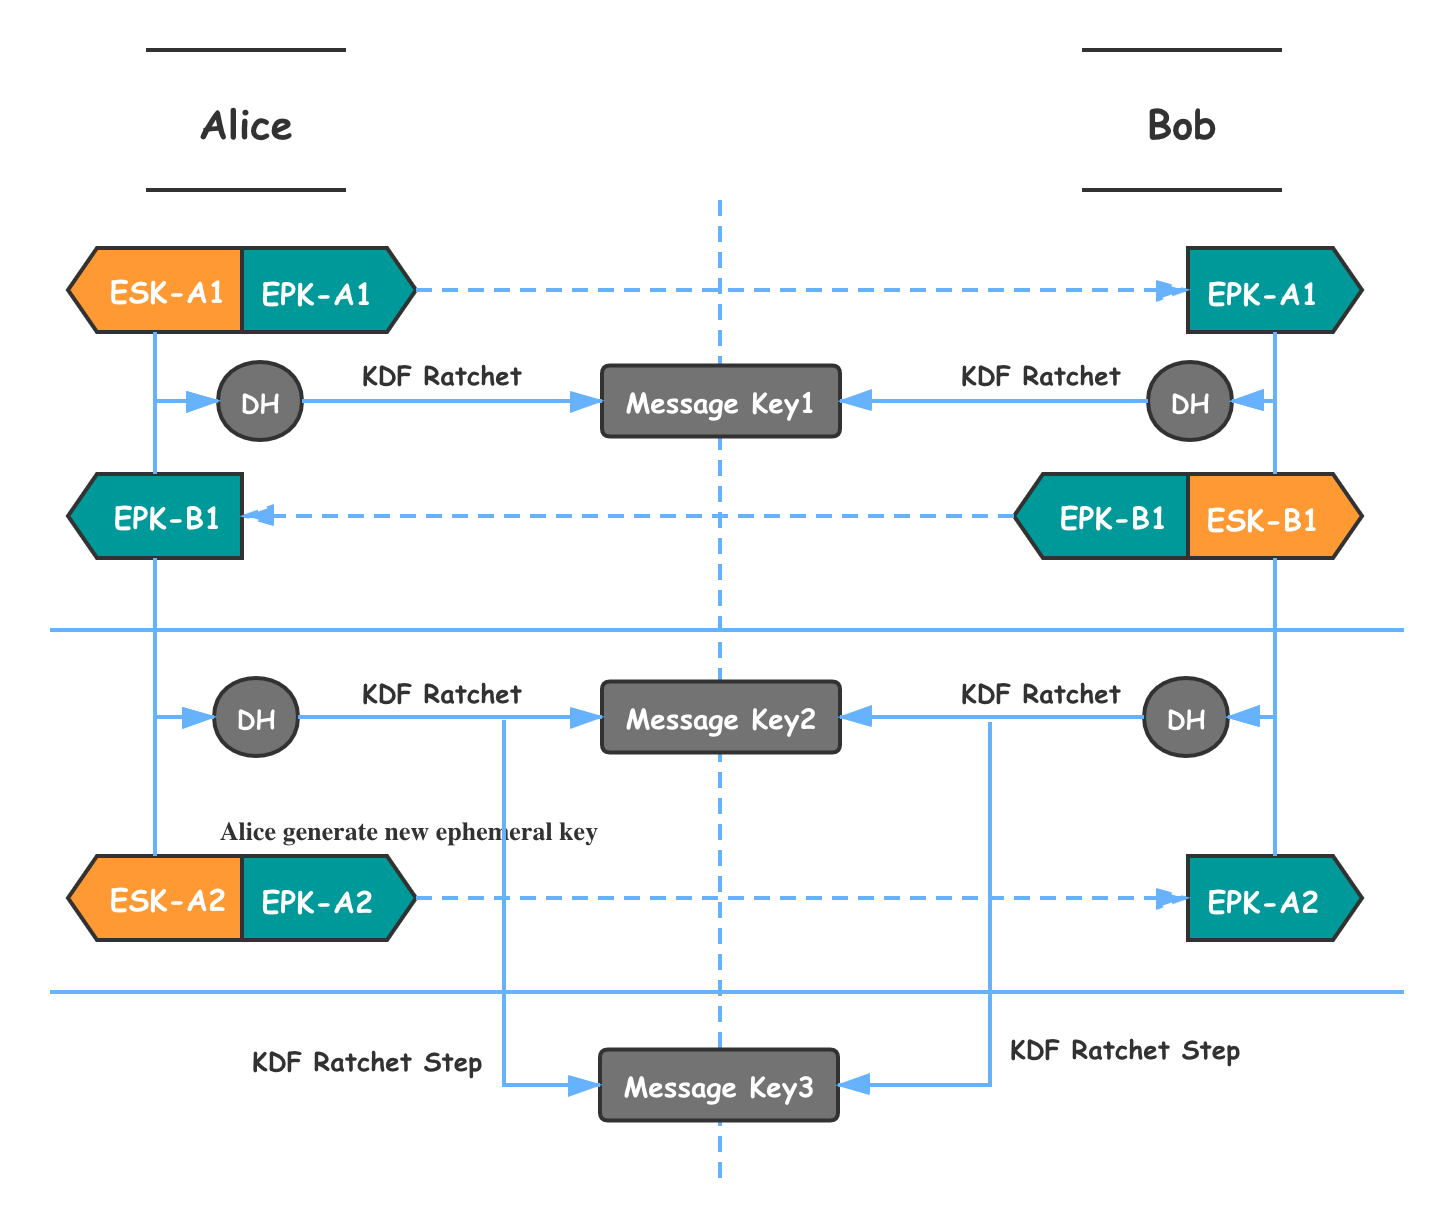 Alice
Bob
ESK-A1
EPK-A1
EPK-A1
DH
KDF Ratchet
Message Key1
KDF Ratchet
DH
EPK-B1
EPK-B1
ESK-B1
DH
KDF Ratchet
Message Key2
KDF Ratchet
DH
Alice generate new ephemeral key
ESK-A2
EPK-A2
EPK-A2
KDF Ratchet Step
Message Key3
KDF Ratchet Step